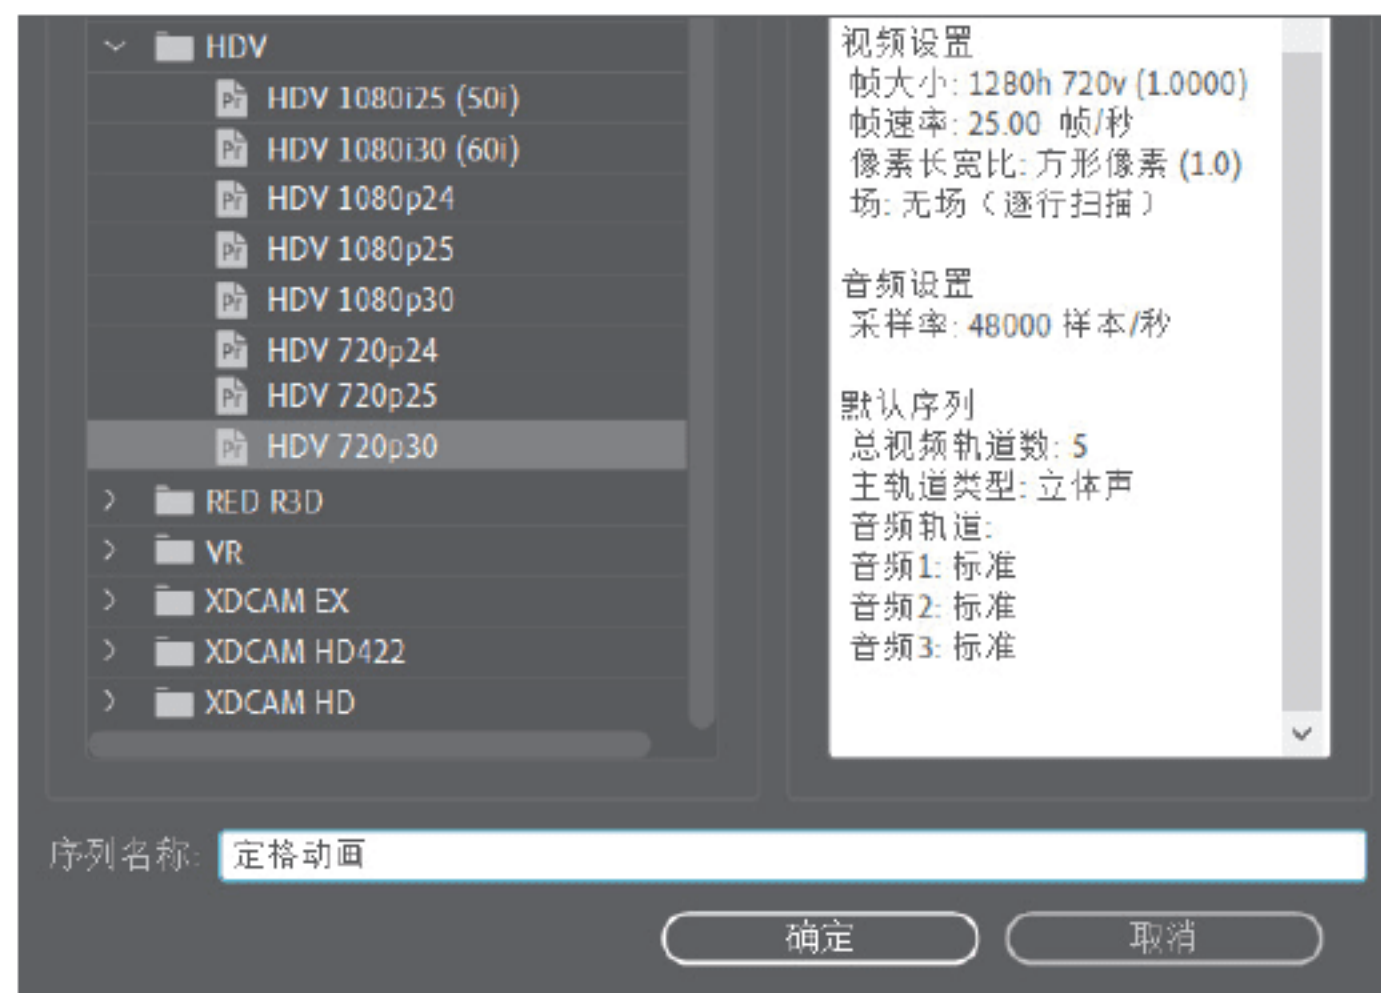 HDV
HDV 1080i25 (50i)
HDV 1080i30 (60i)
HDV 1080p24
HDV 1080p25
HDV 1080p30
HDV 720p24
HDV 720p25
HDV 720p30
RED R3D
VR
XDCAM EX
XDCAM HD422
XDCAM HD
视频设置
帧大小: 1280h 720v (1.0000)
帧速率: 25.00 帧/秒
像素长宽比: 方形像素 (1.0)
场: 无场（逐行扫描）
音频设置
采样率: 48000 样本/秒
默认序列
总视频轨道数: 5
主轨道类型: 立体声
音频轨道:
音频1: 标准
音频2: 标准
音频3: 标准
序列名称: 定格动画
确定 取消